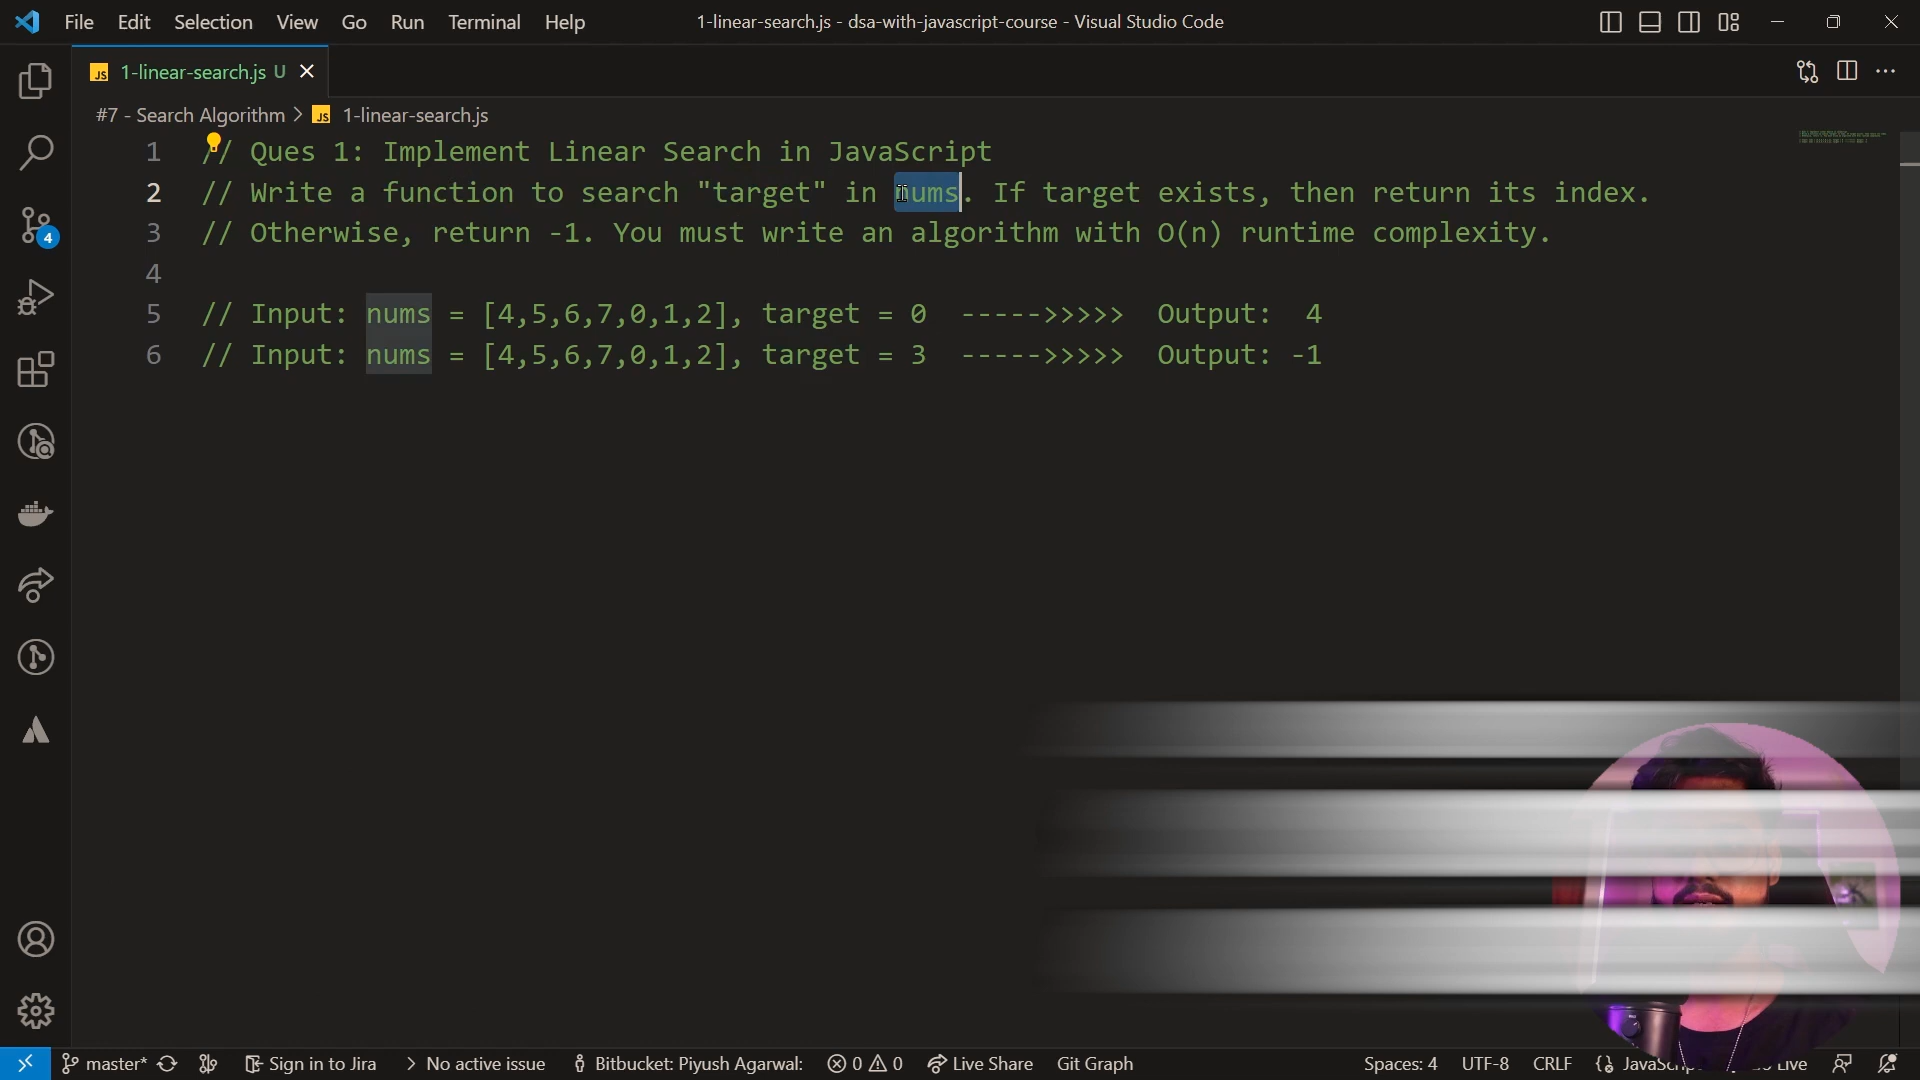 File Edit Selection View Go Run Terminal Help 1-linear-search.js - dsa-with-javascript-course - Visual Studio Code
JS 1-linear-search.js U
#7 - Search Algorithm > JS 1-linear-search.js
1 // Ques 1: Implement Linear Search in JavaScript
2 // Write a function to search "target" in nums. If target exists, then return its index.
3 // Otherwise, return -1. You must write an algorithm with O(n) runtime complexity.
4
5 // Input: nums = [4,5,6,7,0,1,2], target = 0 ----->>>>> Output: 4
6 // Input: nums = [4,5,6,7,0,1,2], target = 3 ----->>>>> Output: -1
4
master* Sign in to Jira > No active issue Bitbucket: Piyush Agarwal: 0 0 Live Share Git Graph Spaces: 4 UTF-8 CRLF {} Live